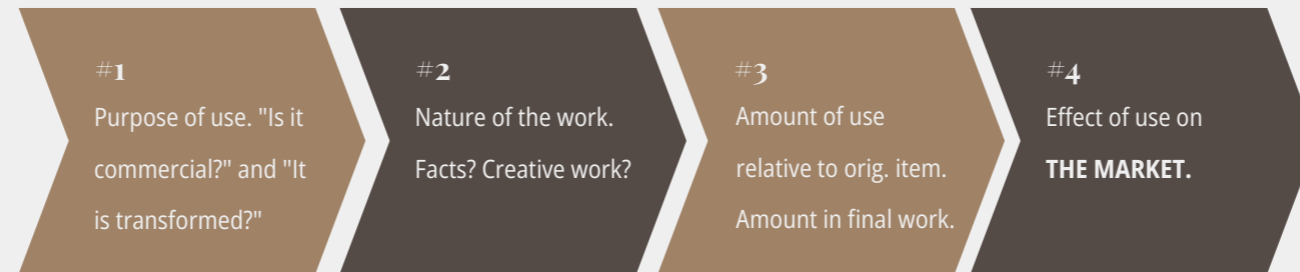 #1
Purpose of use. "Is it
commercial?" and "It
is transformed?"
#2
Nature of the work.
Facts? Creative work?
#3
Amount of use
relative to orig. item.
Amount in final work.
#4
Effect of use on
THE MARKET.